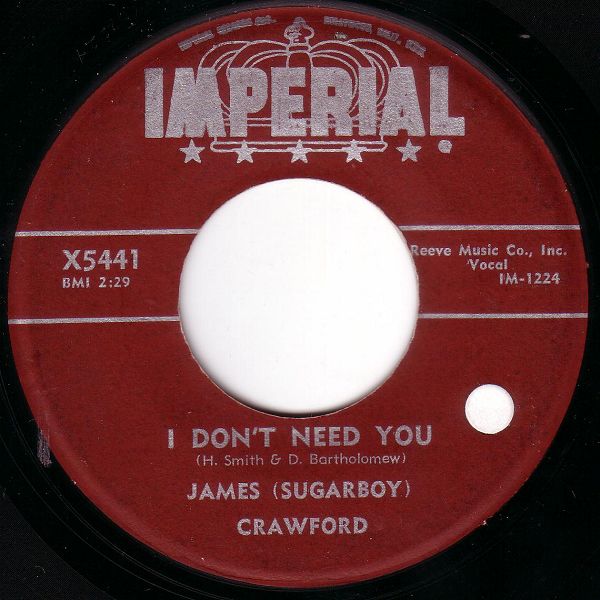 IMPERIAL
X5441
BMI 2:29
Reeve Music Co., Inc.
Vocal
IM-1224
I DON'T NEED YOU
(H. Smith & D. Bartholomew)
JAMES (SUGARBOY)
CRAWFORD